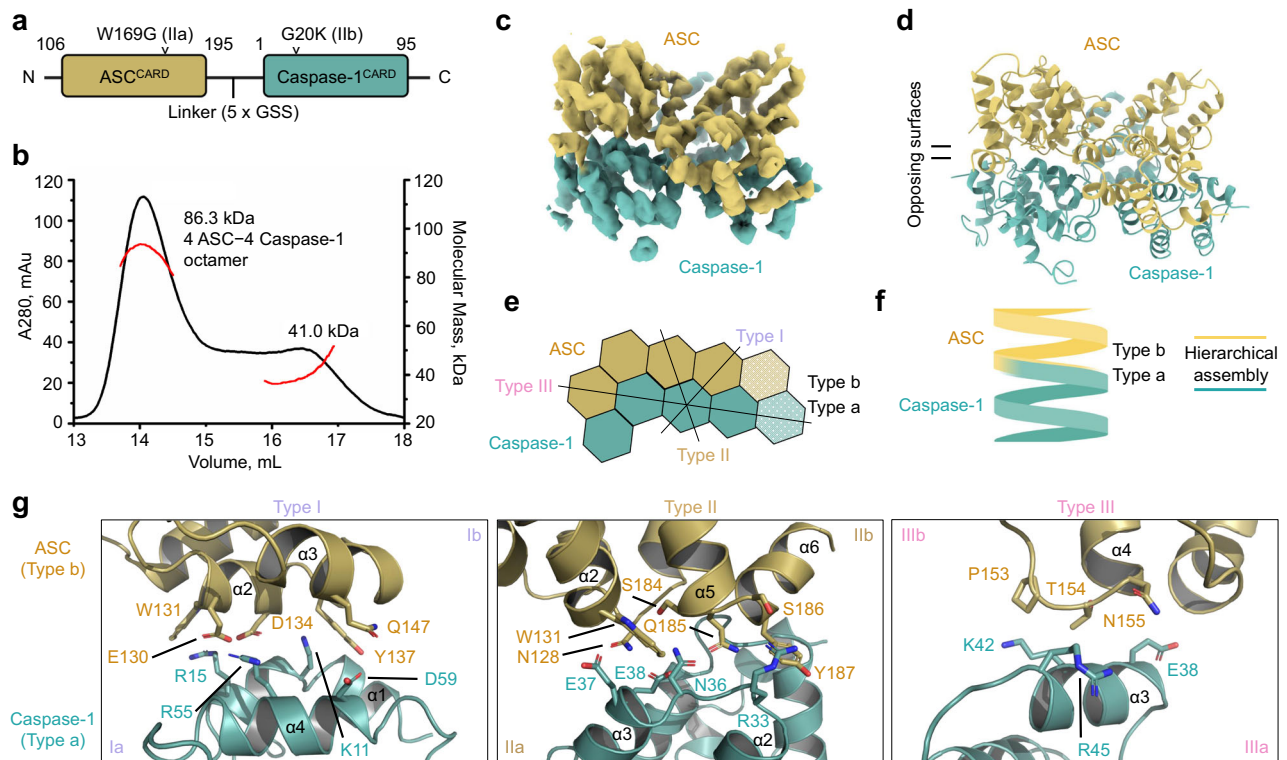 a
W169G (IIa)
G20K (IIb)
106
195
1
95
N
ASC^CARD
Caspase-1^CARD
C
Linker (5 x GSS)
b
120
100
80
60
40
20
0
A280, mAu
86.3 kDa
4 ASC–4 Caspase-1
octamer
41.0 kDa
120
100
80
60
40
20
Molecular Mass, kDa
13
14
15
16
17
18
Volume, mL
c
ASC
Caspase-1
d
ASC
Opposing surfaces
Caspase-1
e
ASC
Type I
Type III
Type b
Type a
Caspase-1
Type II
f
ASC
Type b
Type a
Hierarchical
assembly
Caspase-1
g
ASC
(Type b)
Caspase-1
(Type a)
Type I
Ib
α3
α2
W131
D134
Q147
E130
Y137
R15
D59
α1
R55
α4
K11
Ia
Type II
IIb
α6
α2
S184
α5
S186
W131
Q185
N128
Y187
E37
E38
N36
R33
α3
α2
IIa
Type III
IIIb
α4
P153
T154
N155
K42
E38
α3
R45
IIIa